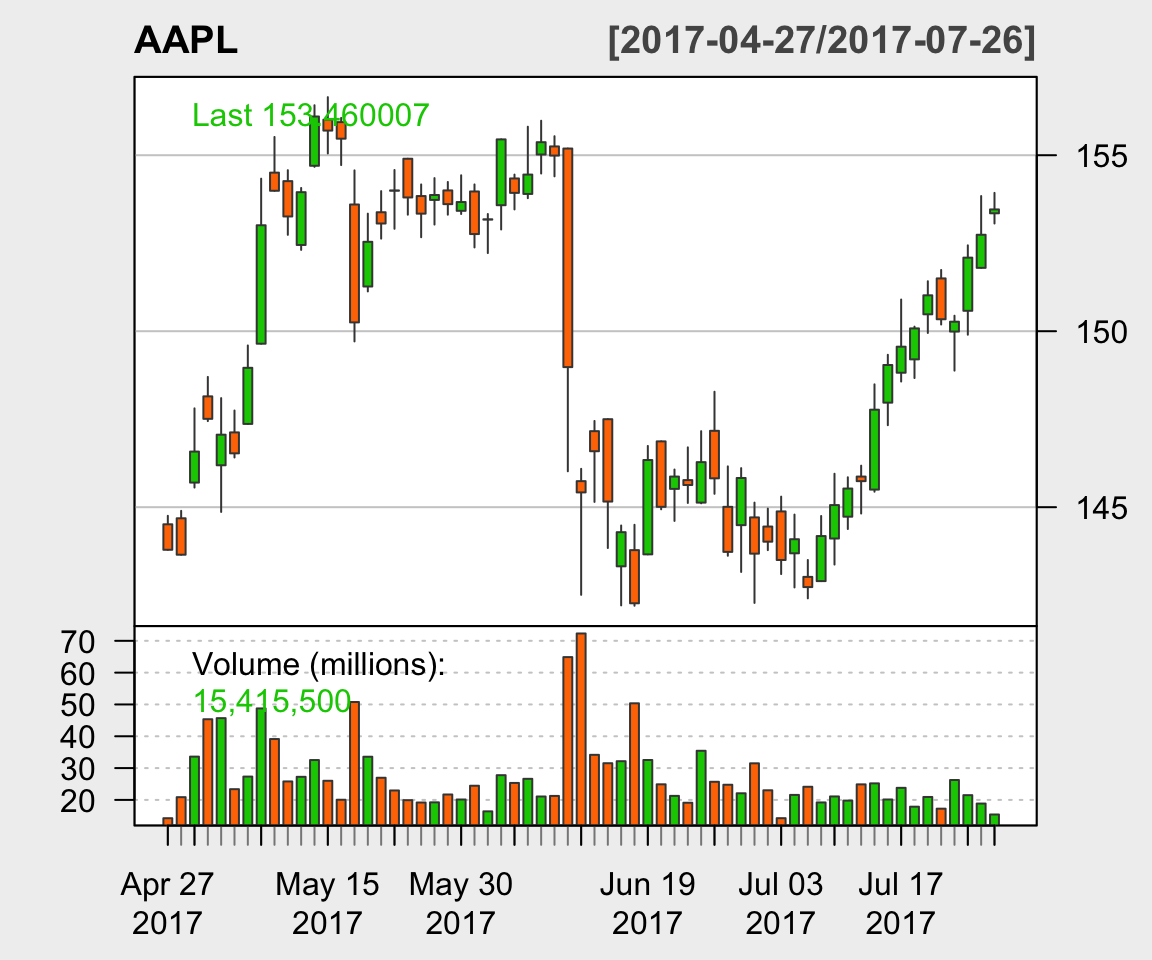 AAPL [2017-04-27/2017-07-26]
Last 153.460007
155
150
145
Volume (millions):
15,415,500
70
60
50
40
30
20
Apr 27 May 15 May 30 Jun 19 Jul 03 Jul 17
2017 2017 2017 2017 2017 2017